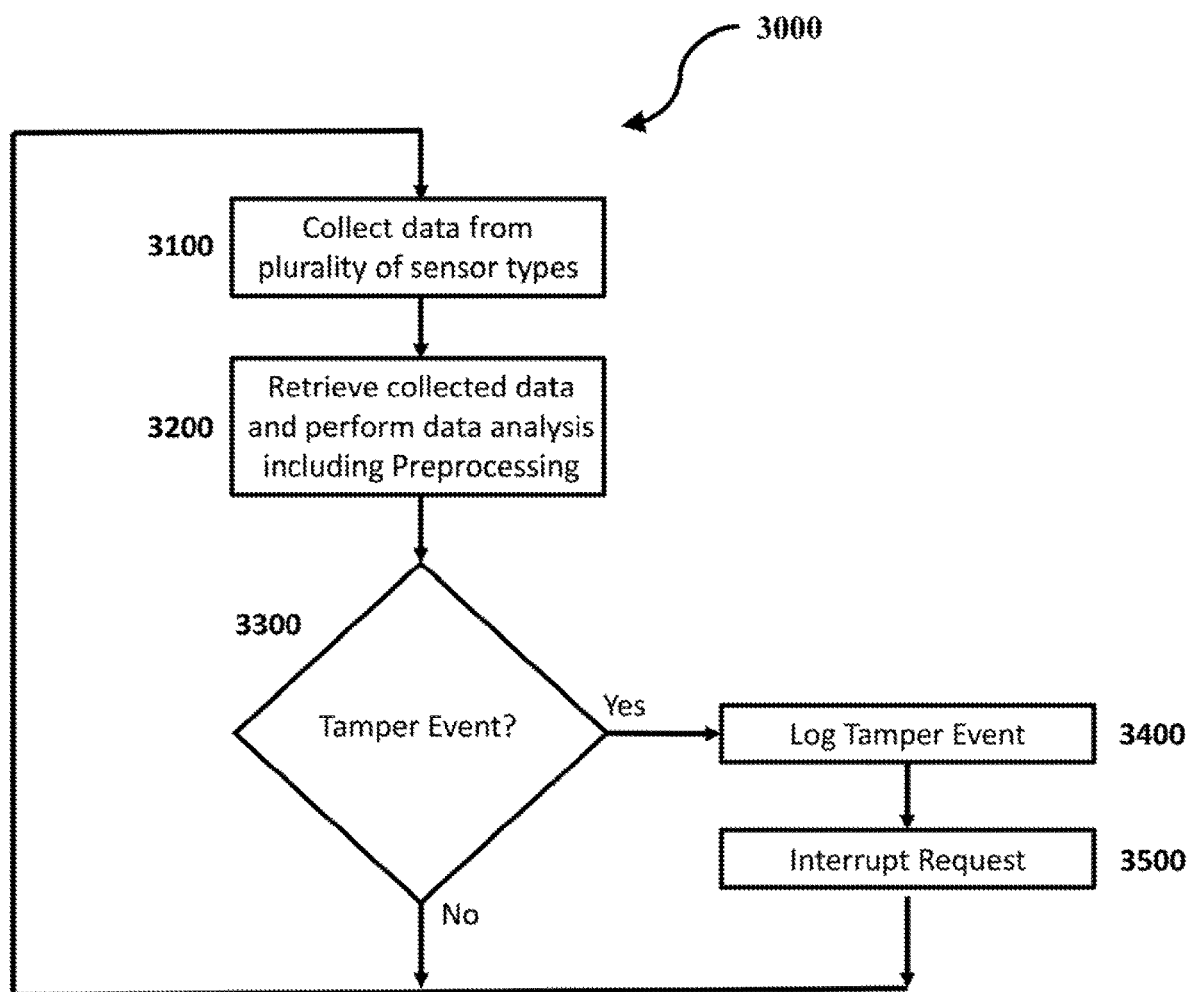 3000
3100
Collect data from
plurality of sensor types
3200
Retrieve collected data
and perform data analysis
including Preprocessing
3300
Tamper Event?
Yes
Log Tamper Event
3400
Interrupt Request
3500
No